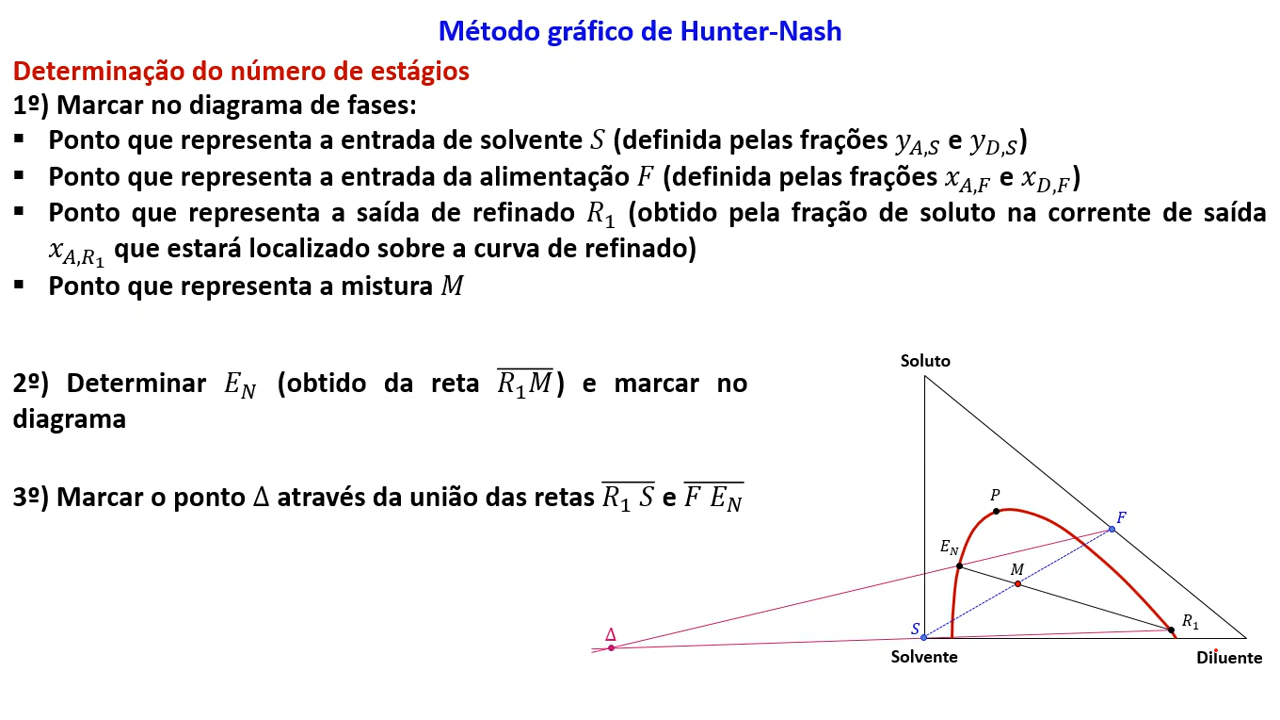 Método gráfico de Hunter-Nash
Determinação do número de estágios
1º) Marcar no diagrama de fases:
▪ Ponto que representa a entrada de solvente S (definida pelas frações y_{A,S} e y_{D,S})
▪ Ponto que representa a entrada da alimentação F (definida pelas frações x_{A,F} e x_{D,F})
▪ Ponto que representa a saída de refinado R_1 (obtido pela fração de soluto na corrente de saída
x_{A,R_1} que estará localizado sobre a curva de refinado)
▪ Ponto que representa a mistura M
2º) Determinar E_N (obtido da reta \overline{R_1M}) e marcar no
diagrama
3º) Marcar o ponto Δ através da união das retas \overline{R_1 S} e \overline{F E_N}
Soluto
P
F
E_N
M
R_1
S
Δ
Solvente
Diluente